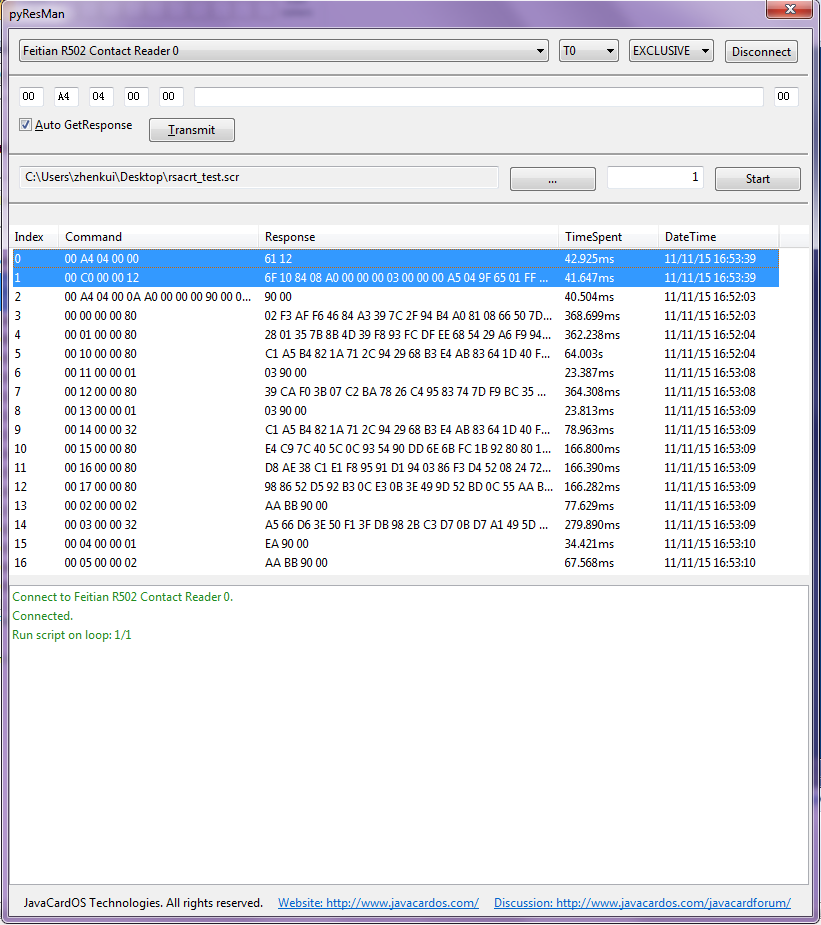 pyResMan
Feitian R502 Contact Reader 0 T0 EXCLUSIVE Disconnect
00 A4 04 00 00 00
Auto GetResponse Transmit
C:\Users\zhenkui\Desktop\rsacrt_test.scr ... 1 Start
Index Command Response TimeSpent DateTime
0 00 A4 04 00 00 61 12 42.925ms 11/11/15 16:53:39
1 00 C0 00 00 12 6F 10 84 08 A0 00 00 00 03 00 00 00 A5 04 9F 65 01 FF ... 41.647ms 11/11/15 16:53:39
2 00 A4 04 00 0A A0 00 00 00 90 00 0... 90 00 40.504ms 11/11/15 16:52:03
3 00 00 00 00 80 02 F3 AF F6 46 84 A3 39 7C 2F 94 B4 A0 81 08 66 50 7D... 368.699ms 11/11/15 16:52:03
4 00 01 00 00 80 28 01 35 7B 8B 4D 39 F8 93 FC DF EE 68 54 29 A6 F9 94... 362.238ms 11/11/15 16:52:04
5 00 10 00 00 80 C1 A5 B4 82 1A 71 2C 94 29 68 B3 E4 AB 83 64 1D 40 F... 64.003s 11/11/15 16:52:04
6 00 11 00 00 01 03 90 00 23.387ms 11/11/15 16:53:08
7 00 12 00 00 80 39 CA F0 3B 07 C2 BA 78 26 C4 95 83 74 7D F9 BC 35 ... 364.308ms 11/11/15 16:53:08
8 00 13 00 00 01 03 90 00 23.813ms 11/11/15 16:53:09
9 00 14 00 00 32 C1 A5 B4 82 1A 71 2C 94 29 68 B3 E4 AB 83 64 1D 40 F... 78.963ms 11/11/15 16:53:09
10 00 15 00 00 80 E4 C9 7C 40 5C 0C 93 54 90 DD 6E 6B FC 1B 92 80 80 1... 166.800ms 11/11/15 16:53:09
11 00 16 00 00 80 D8 AE 38 C1 E1 F8 95 91 D1 94 03 86 F3 D4 52 08 24 72... 166.390ms 11/11/15 16:53:09
12 00 17 00 00 80 98 86 52 D5 92 B3 0C E3 0B 3E 49 9D 52 BD 0C 55 AA B... 166.282ms 11/11/15 16:53:09
13 00 02 00 00 02 AA BB 90 00 77.629ms 11/11/15 16:53:09
14 00 03 00 00 32 A5 66 D6 3E 50 F1 3F DB 98 2B C3 D7 0B D7 A1 49 5D ... 279.890ms 11/11/15 16:53:09
15 00 04 00 00 01 EA 90 00 34.421ms 11/11/15 16:53:10
16 00 05 00 00 02 AA BB 90 00 67.568ms 11/11/15 16:53:10
Connect to Feitian R502 Contact Reader 0.
Connected.
Run script on loop: 1/1
JavaCardOS Technologies. All rights reserved. Website: http://www.javacardos.com/ Discussion: http://www.javacardos.com/javacardforum/